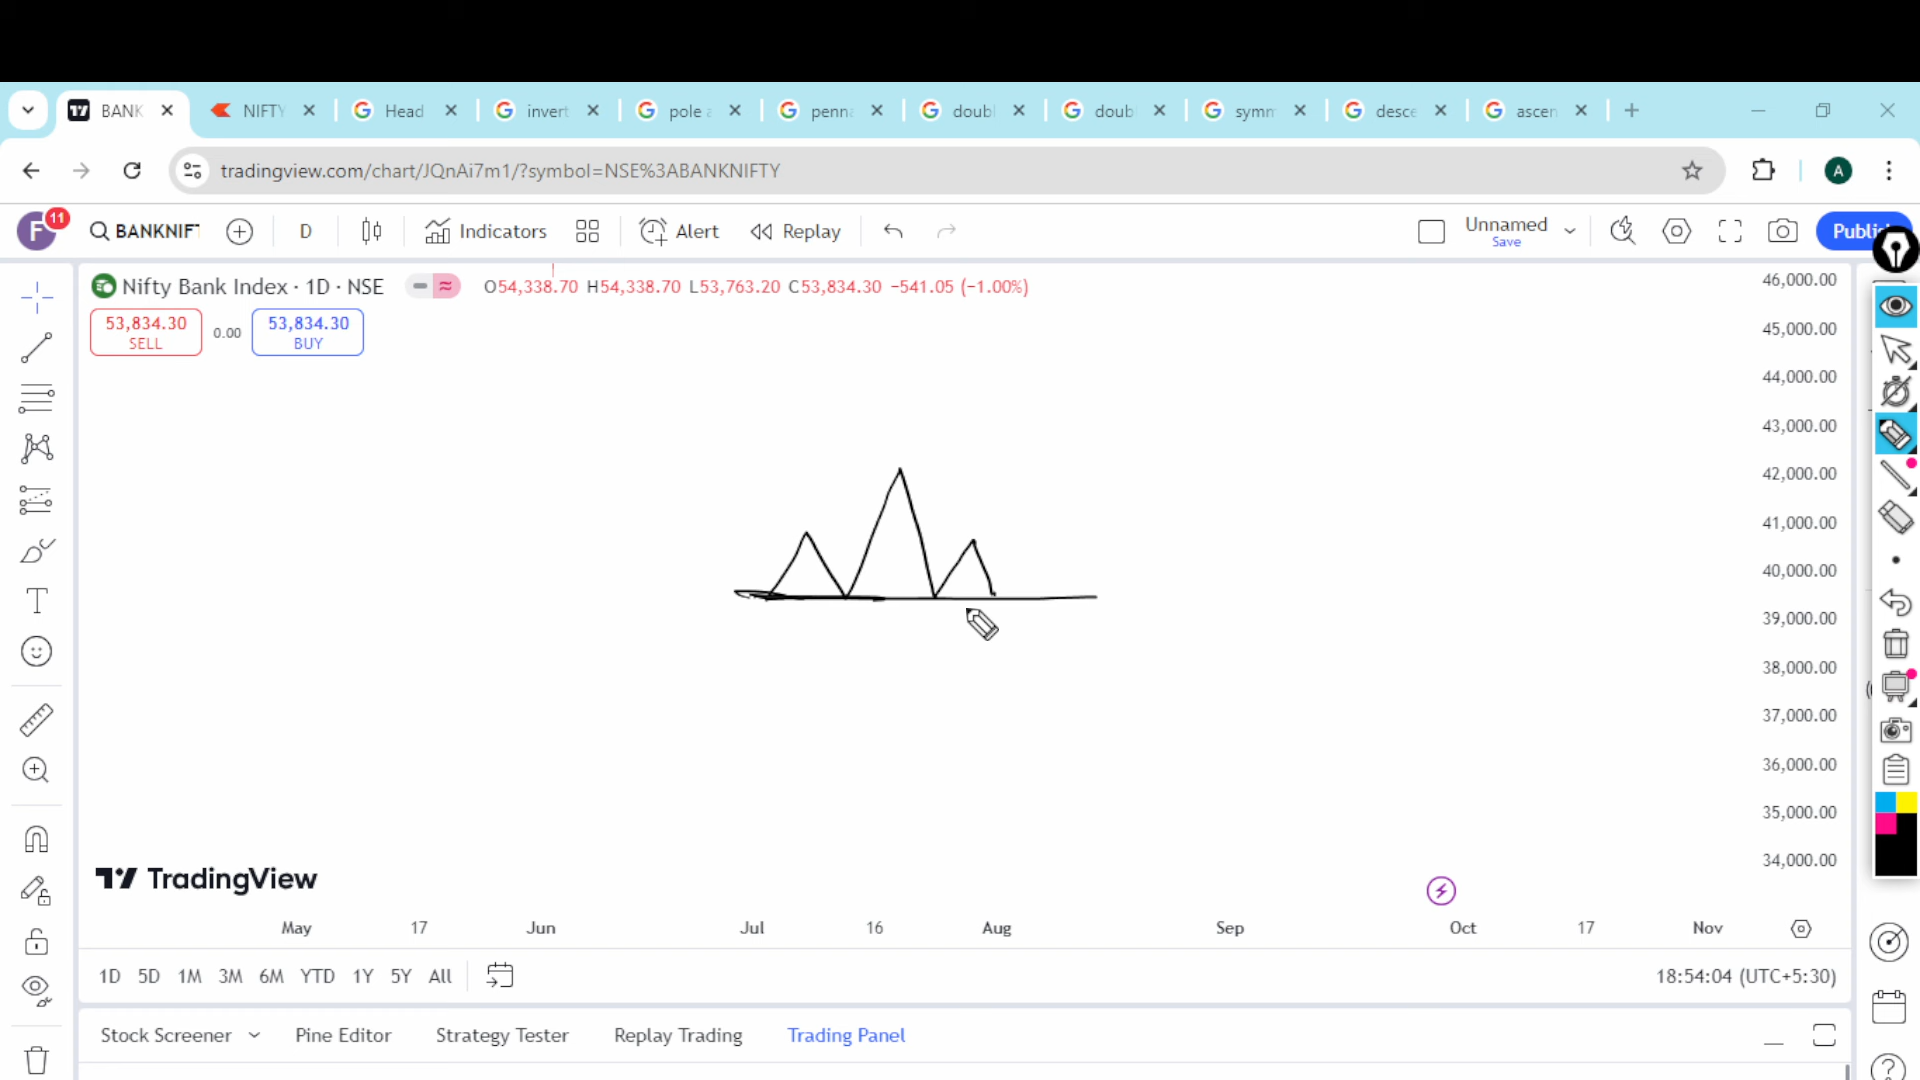 BANK NIFTY Head invert pole a penna doubl doub symm desce ascen
tradingview.com/chart/JQnAi7m1/?symbol=NSE%3ABANKNIFTY A
F 11 BANKNIFT D Indicators Alert Replay Unnamed Save Publish
Nifty Bank Index · 1D · NSE O54,338.70 H54,338.70 L53,763.20 C53,834.30 −541.05 (−1.00%)
53,834.30 SELL 0.00 53,834.30 BUY
46,000.00
45,000.00
44,000.00
43,000.00
42,000.00
41,000.00
40,000.00
39,000.00
38,000.00
37,000.00
36,000.00
35,000.00
34,000.00
TradingView
May 17 Jun Jul 16 Aug Sep Oct 17 Nov
1D 5D 1M 3M 6M YTD 1Y 5Y All 18:54:04 (UTC+5:30)
Stock Screener Pine Editor Strategy Tester Replay Trading Trading Panel